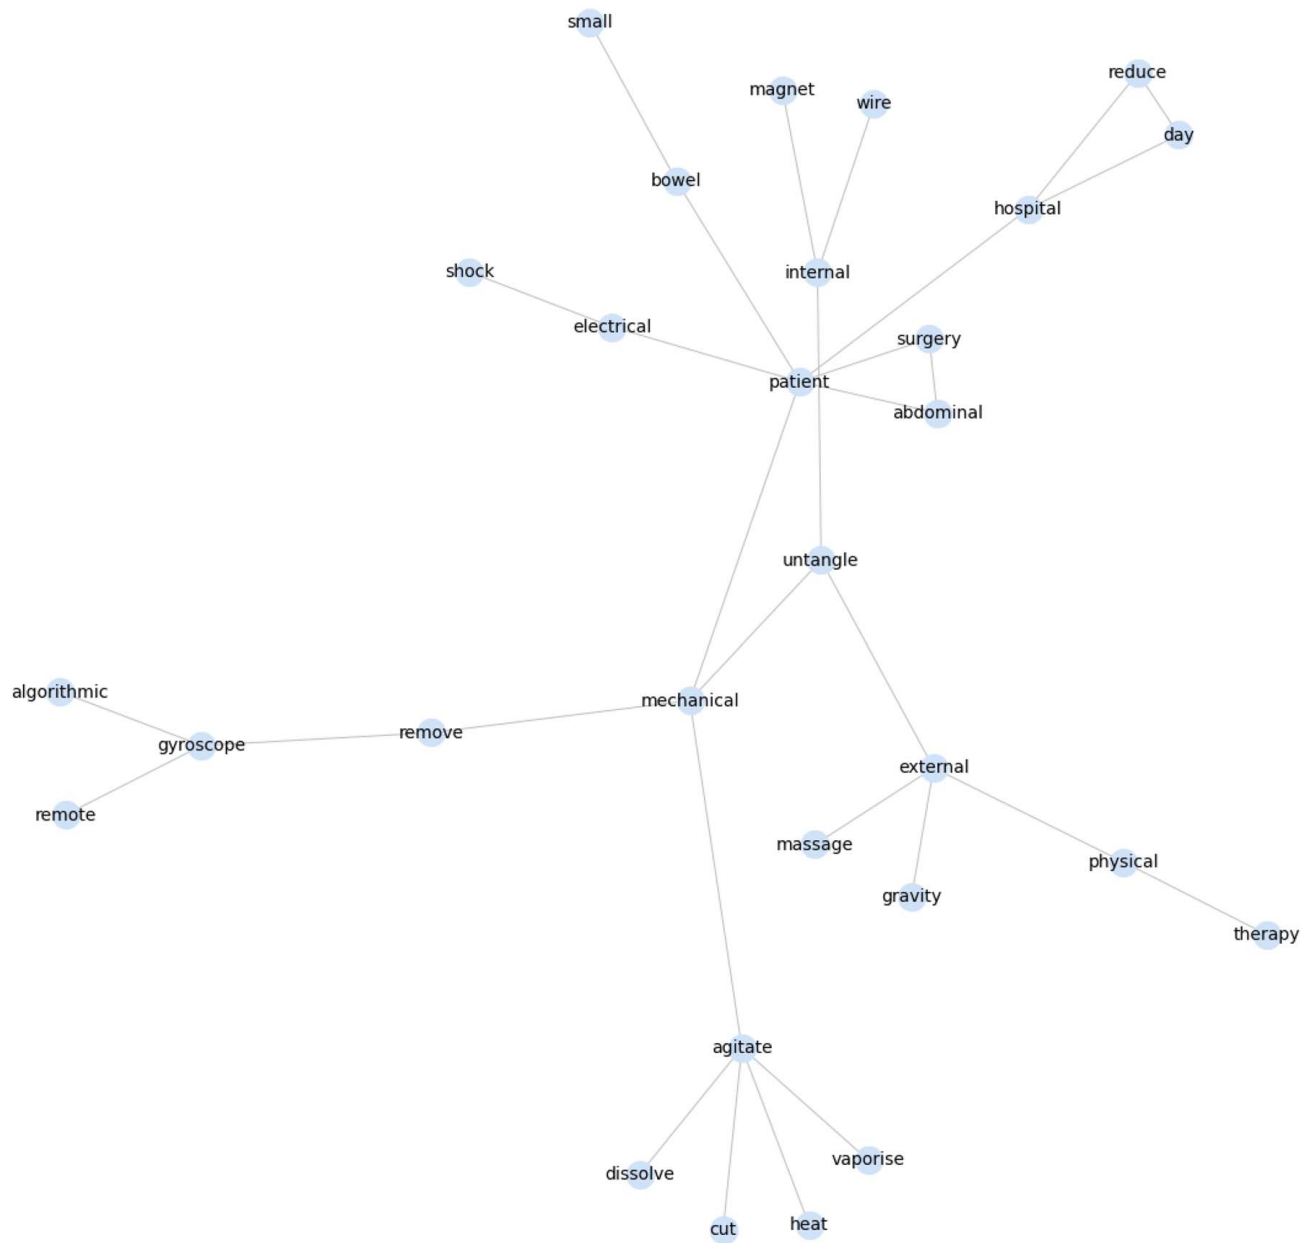 small
reduce
magnet
wire
day
bowel
hospital
shock
internal
electrical
surgery
patient
abdominal
untangle
algorithmic
mechanical
remove
gyroscope
external
remote
massage
physical
gravity
therapy
agitate
vaporise
dissolve
heat
cut